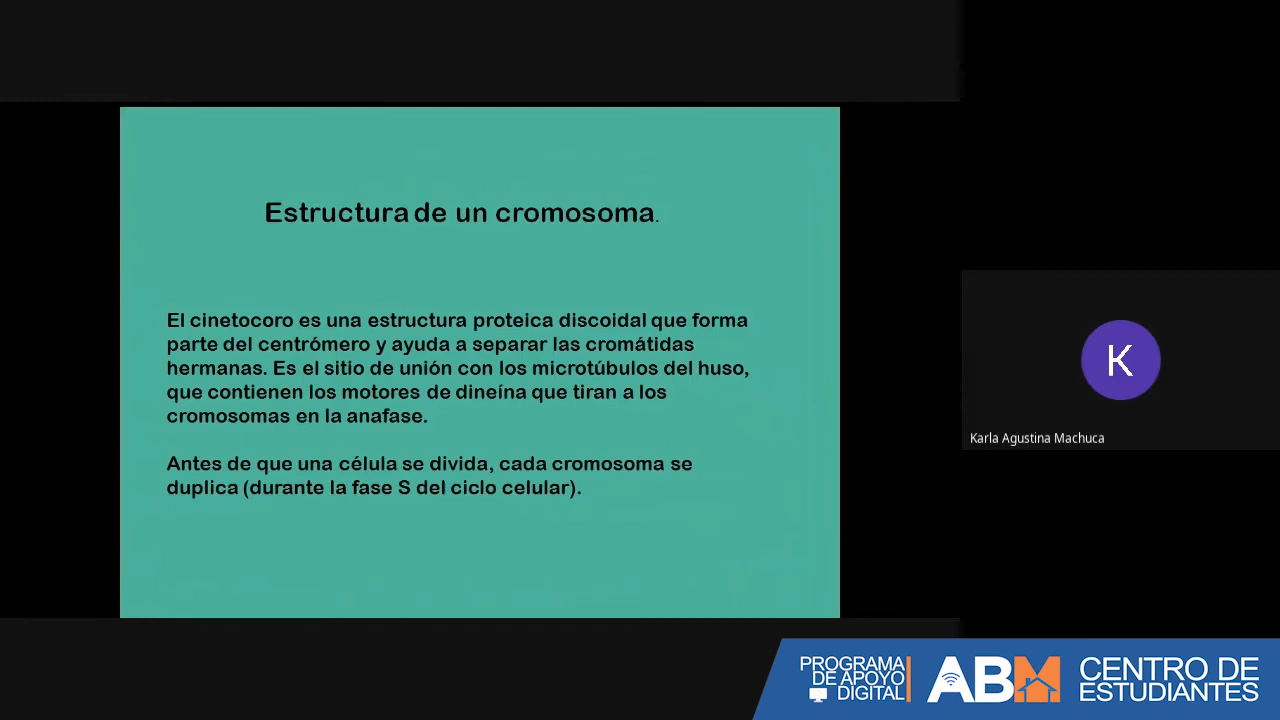 Estructura de un cromosoma.
El cinetocoro es una estructura proteica discoidal que forma
parte del centrómero y ayuda a separar las cromátidas
hermanas. Es el sitio de unión con los microtúbulos del huso,
que contienen los motores de dineína que tiran a los
cromosomas en la anafase.
Antes de que una célula se divida, cada cromosoma se
duplica (durante la fase S del ciclo celular).
K
Karla Agustina Machuca
PROGRAMA
DE APOYO
DIGITAL
ABM
CENTRO DE
ESTUDIANTES